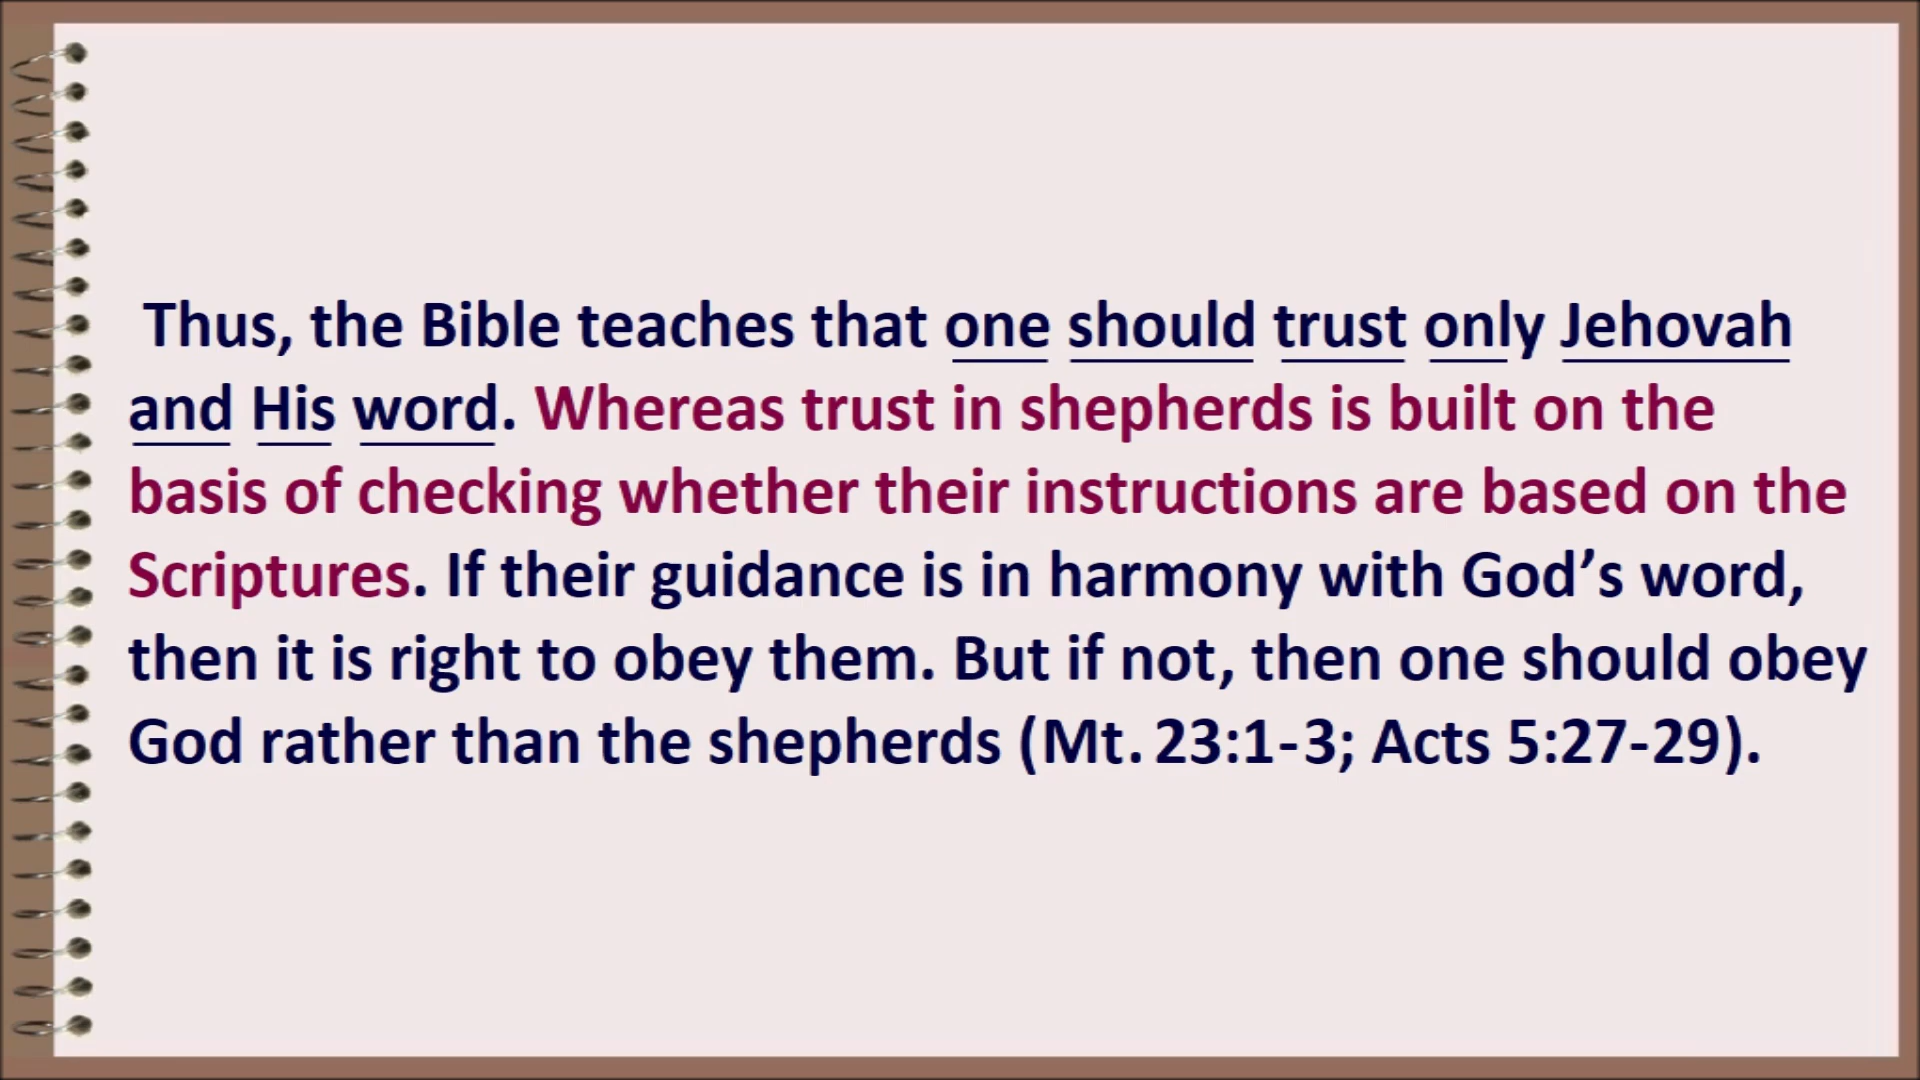 Thus, the Bible teaches that one should trust only Jehovah
and His word. Whereas trust in shepherds is built on the
basis of checking whether their instructions are based on the
Scriptures. If their guidance is in harmony with God’s word,
then it is right to obey them. But if not, then one should obey
God rather than the shepherds (Mt. 23:1-3; Acts 5:27-29).